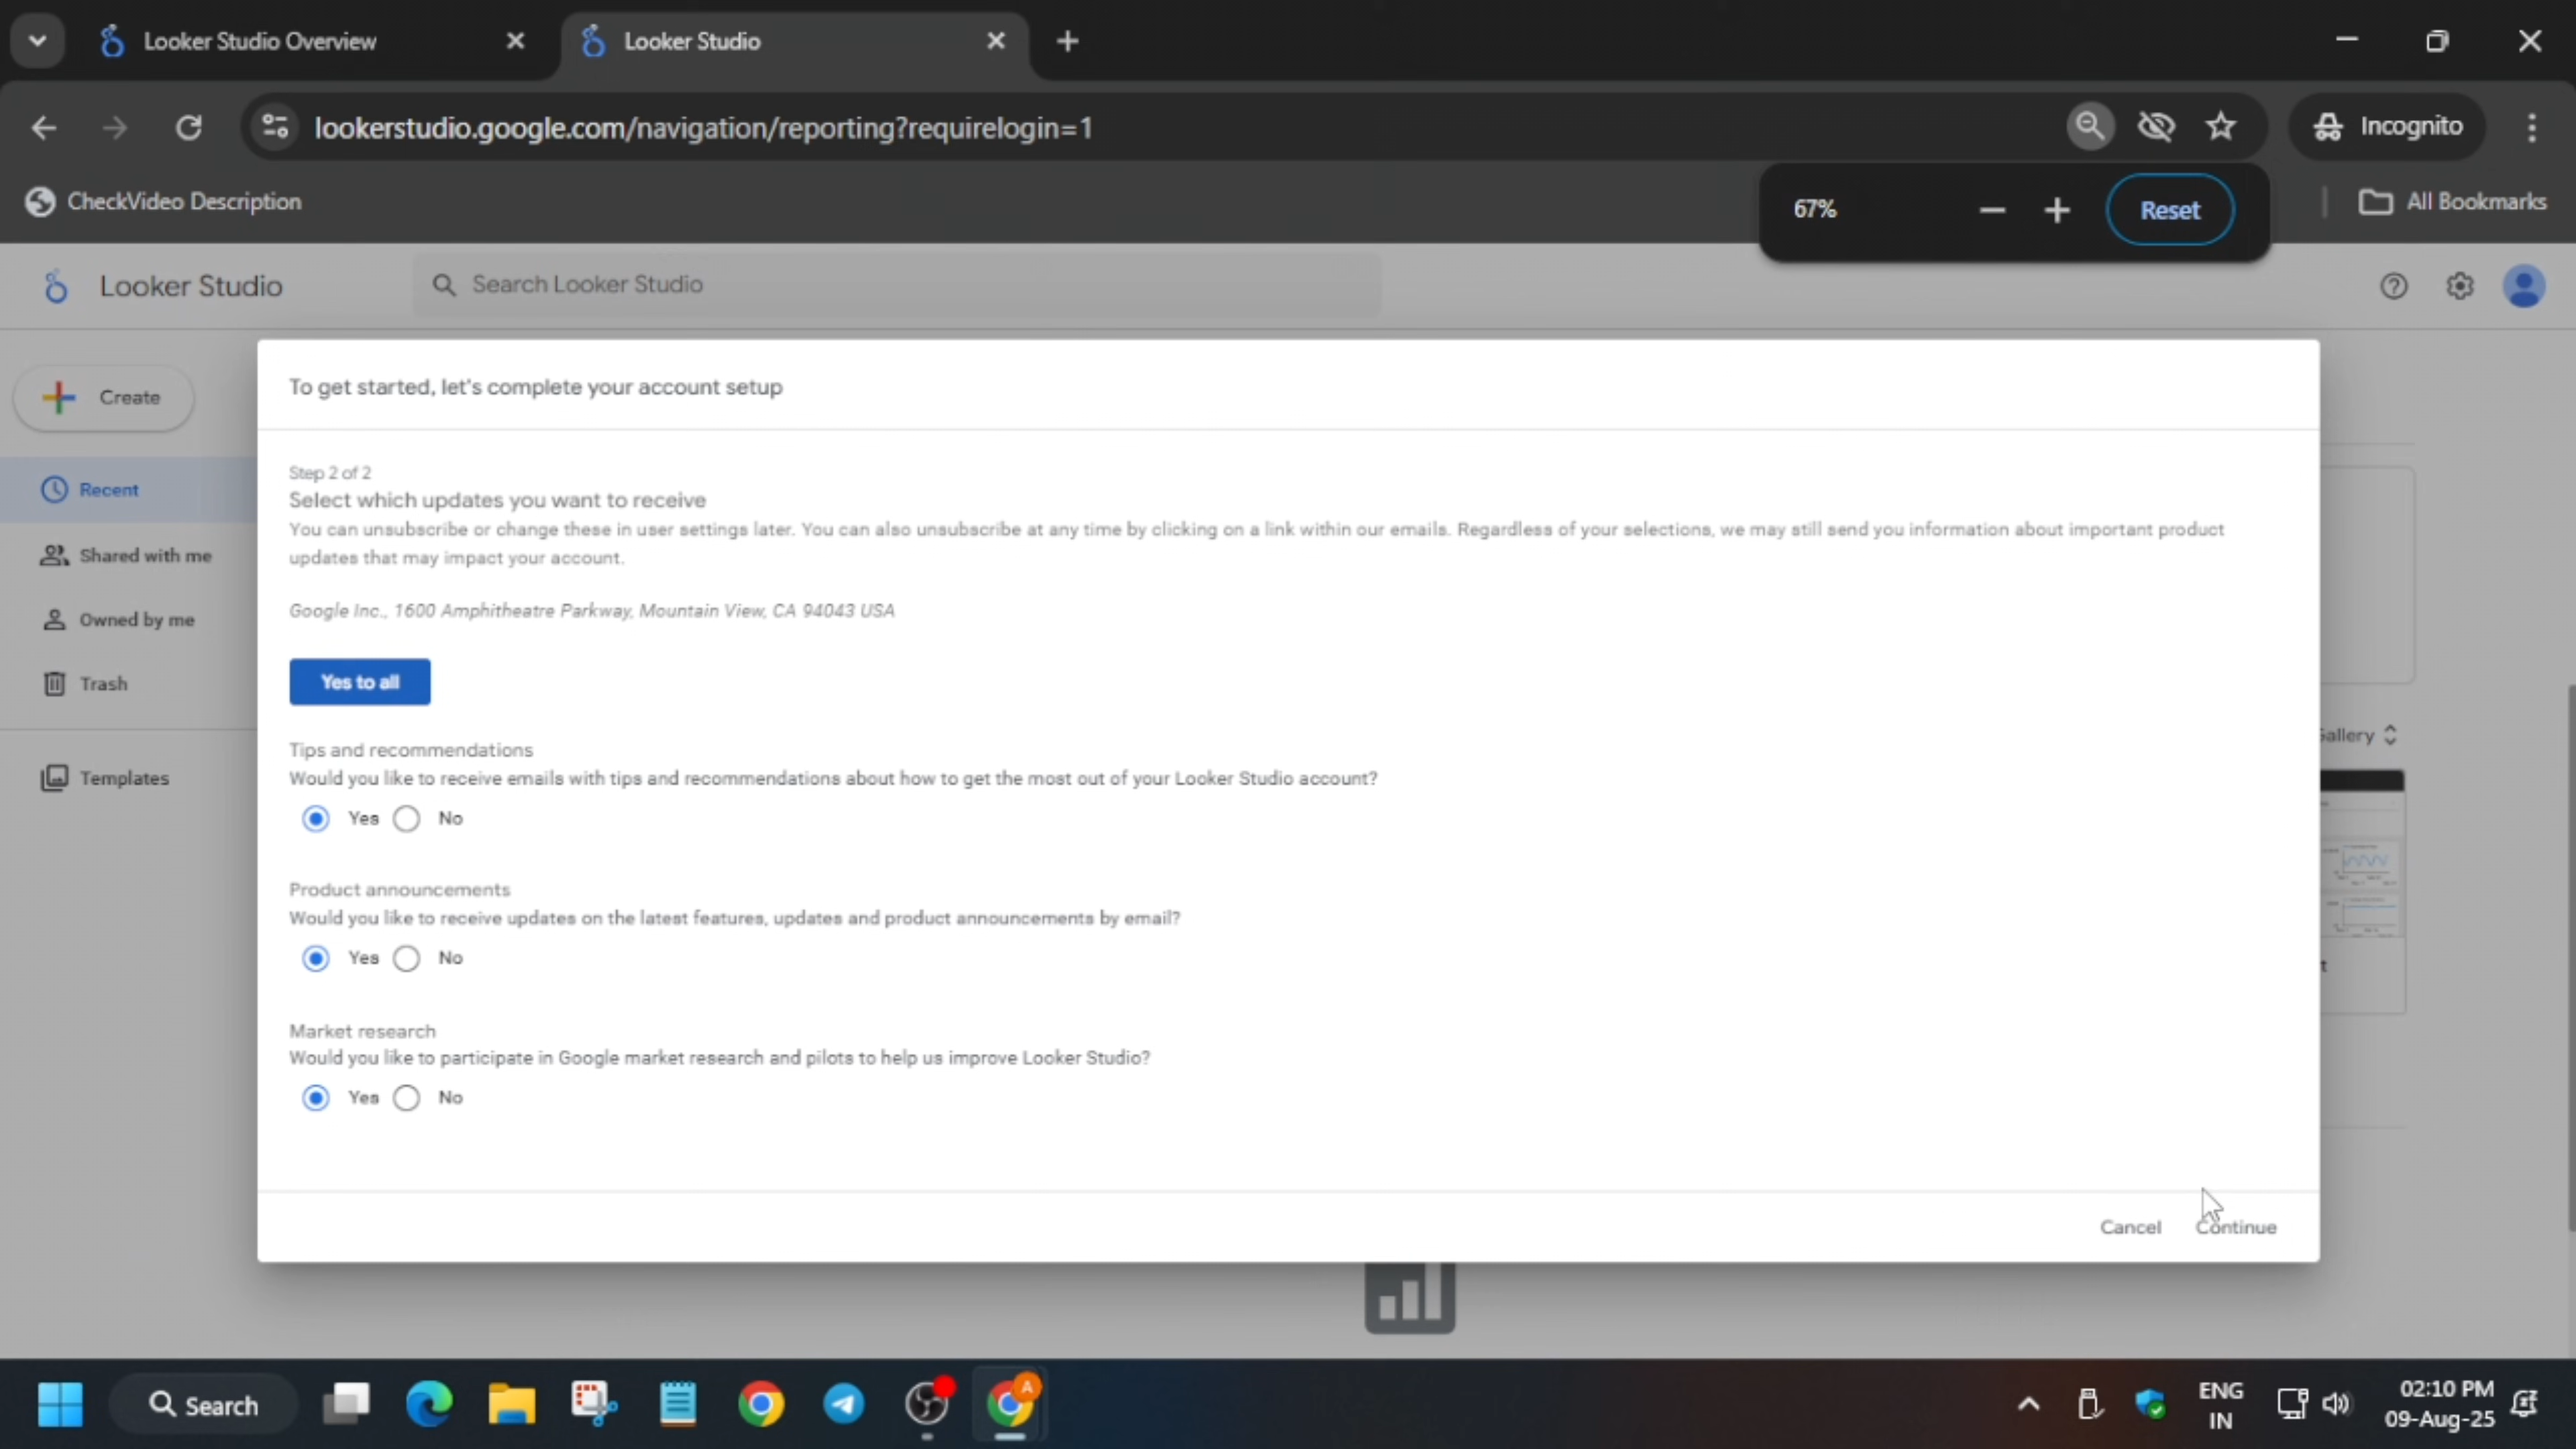 Looker Studio Overview
Looker Studio
lookerstudio.google.com/navigation/reporting?requirelogin=1
Incognito
CheckVideo Description
67%
Reset
All Bookmarks
Looker Studio
Search Looker Studio
Create
Recent
Shared with me
Owned by me
Trash
Templates
To get started, let's complete your account setup
Step 2 of 2
Select which updates you want to receive
You can unsubscribe or change these in user settings later. You can also unsubscribe at any time by clicking on a link within our emails. Regardless of your selections, we may still send you information about important product
updates that may impact your account.
Google Inc., 1600 Amphitheatre Parkway, Mountain View, CA 94043 USA
Yes to all
Tips and recommendations
Would you like to receive emails with tips and recommendations about how to get the most out of your Looker Studio account?
Yes No
Product announcements
Would you like to receive updates on the latest features, updates and product announcements by email?
Yes No
Market research
Would you like to participate in Google market research and pilots to help us improve Looker Studio?
Yes No
Cancel Continue
Search
A
ENG
IN
02:10 PM
09-Aug-25